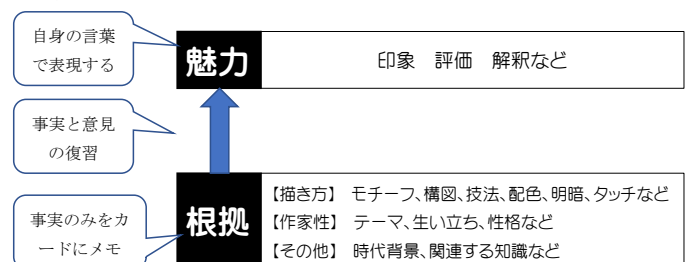 自身の言葉
で表現する
魅力
印象 評価 解釈など
事実と意見
の復習
事実のみをカ
ードにメモ
根拠
【描き方】 モチーフ、構図、技法、配色、明暗、タッチなど
【作家性】 テーマ、生い立ち、性格など
【その他】 時代背景、関連する知識など